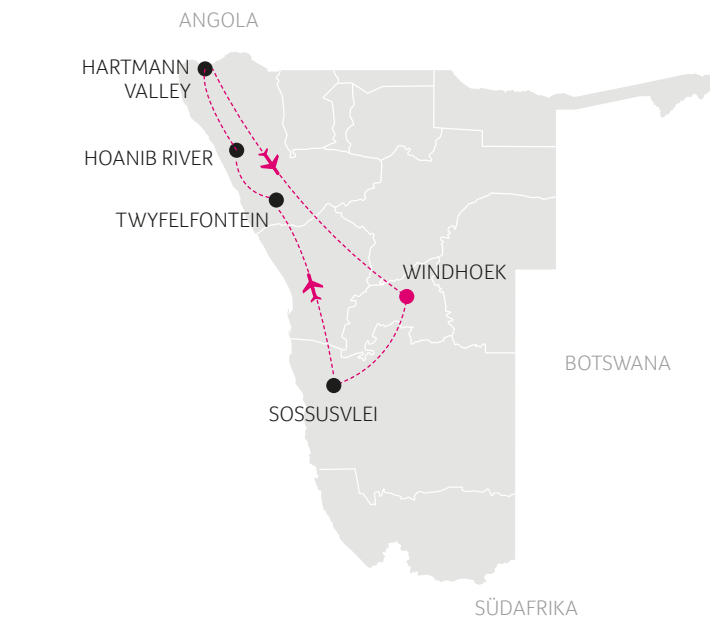 ANGOLA
HARTMANN
VALLEY
HOANIB RIVER
TWYFELFONTEIN
WINDHOEK
BOTSWANA
SOSSUSVLEI
SÜDAFRIKA